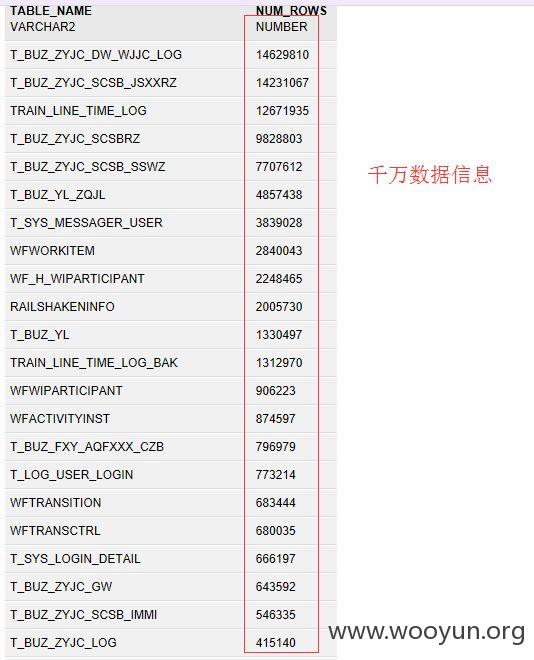 TABLE_NAME NUM_ROWS
VARCHAR2 NUMBER
T_BUZ_ZYJC_DW_WJJC_LOG 14629810
T_BUZ_ZYJC_SCSB_JSXXRZ 14231067
TRAIN_LINE_TIME_LOG 12671935
T_BUZ_ZYJC_SCSBRZ 9828803
T_BUZ_ZYJC_SCSB_SSWZ 7707612
千万数据信息
T_BUZ_YL_ZQJL 4857438
T_SYS_MESSAGER_USER 3839028
WFWORKITEM 2840043
WF_H_WIPARTICIPANT 2248465
RAILSHAKENINFO 2005730
T_BUZ_YL 1330497
TRAIN_LINE_TIME_LOG_BAK 1312970
WFWIPARTICIPANT 906223
WFACTIVITYINST 874597
T_BUZ_FXY_AQFXXX_CZB 796979
T_LOG_USER_LOGIN 773214
WFTRANSITION 683444
WFTRANSCTRL 680035
T_SYS_LOGIN_DETAIL 666197
T_BUZ_ZYJC_GW 643592
T_BUZ_ZYJC_SCSB_IMMI 546335
T_BUZ_ZYJC_LOG 415140
www.wooyun.org